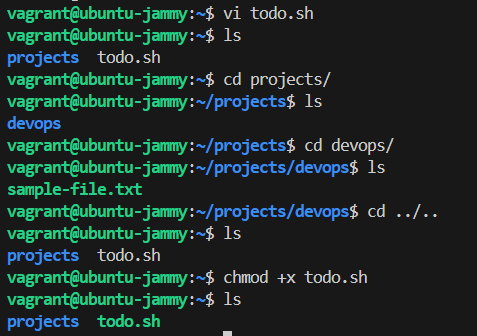 vagrant@ubuntu-jammy:~$ vi todo.sh
vagrant@ubuntu-jammy:~$ ls
projects  todo.sh
vagrant@ubuntu-jammy:~$ cd projects/
vagrant@ubuntu-jammy:~/projects$ ls
devops
vagrant@ubuntu-jammy:~/projects$ cd devops/
vagrant@ubuntu-jammy:~/projects/devops$ ls
sample-file.txt
vagrant@ubuntu-jammy:~/projects/devops$ cd ../..
vagrant@ubuntu-jammy:~$ ls
projects  todo.sh
vagrant@ubuntu-jammy:~$ chmod +x todo.sh
vagrant@ubuntu-jammy:~$ ls
projects  todo.sh